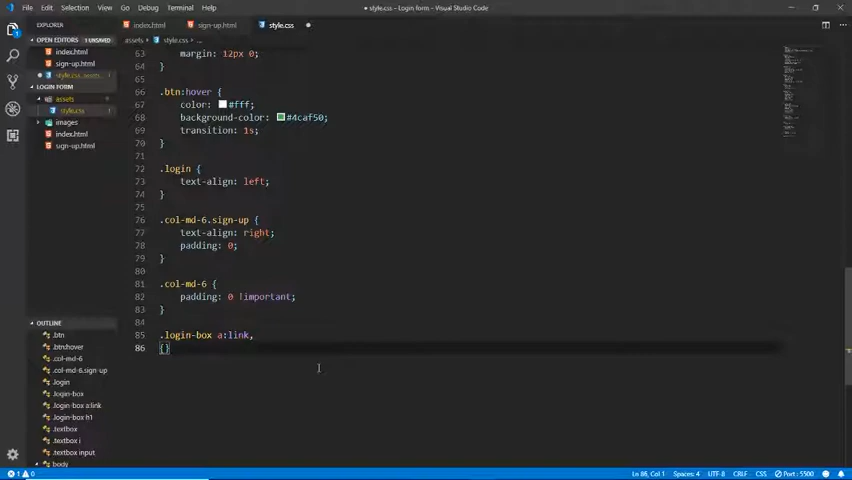 File Edit Selection View Go Debug Terminal Help
● style.css - Login form - Visual Studio Code
EXPLORER
index.html
sign-up.html
style.css
OPEN EDITORS 1 UNSAVED
index.html
sign-up.html
style.css assets
1
LOGIN FORM
assets
style.css 1
images
index.html
sign-up.html
assets > style.css > ...
63 margin: 12px 0;
64 }
65
66 .btn:hover {
67 color: #fff;
68 background-color: #4caf50;
69 transition: 1s;
70 }
71
72 .login {
73 text-align: left;
74 }
75
76 .col-md-6.sign-up {
77 text-align: right;
78 padding: 0;
79 }
80
81 .col-md-6 {
82 padding: 0 !important;
83 }
84
85 .login-box a:link,
86 {}
OUTLINE
.btn
.btn:hover
.col-md-6
.col-md-6.sign-up
.login
.login-box
.login-box a:link
.login-box h1
.textbox
.textbox i
.textbox input
body
1 0
Ln 86, Col 1 Spaces: 4 UTF-8 CRLF CSS Port : 5500